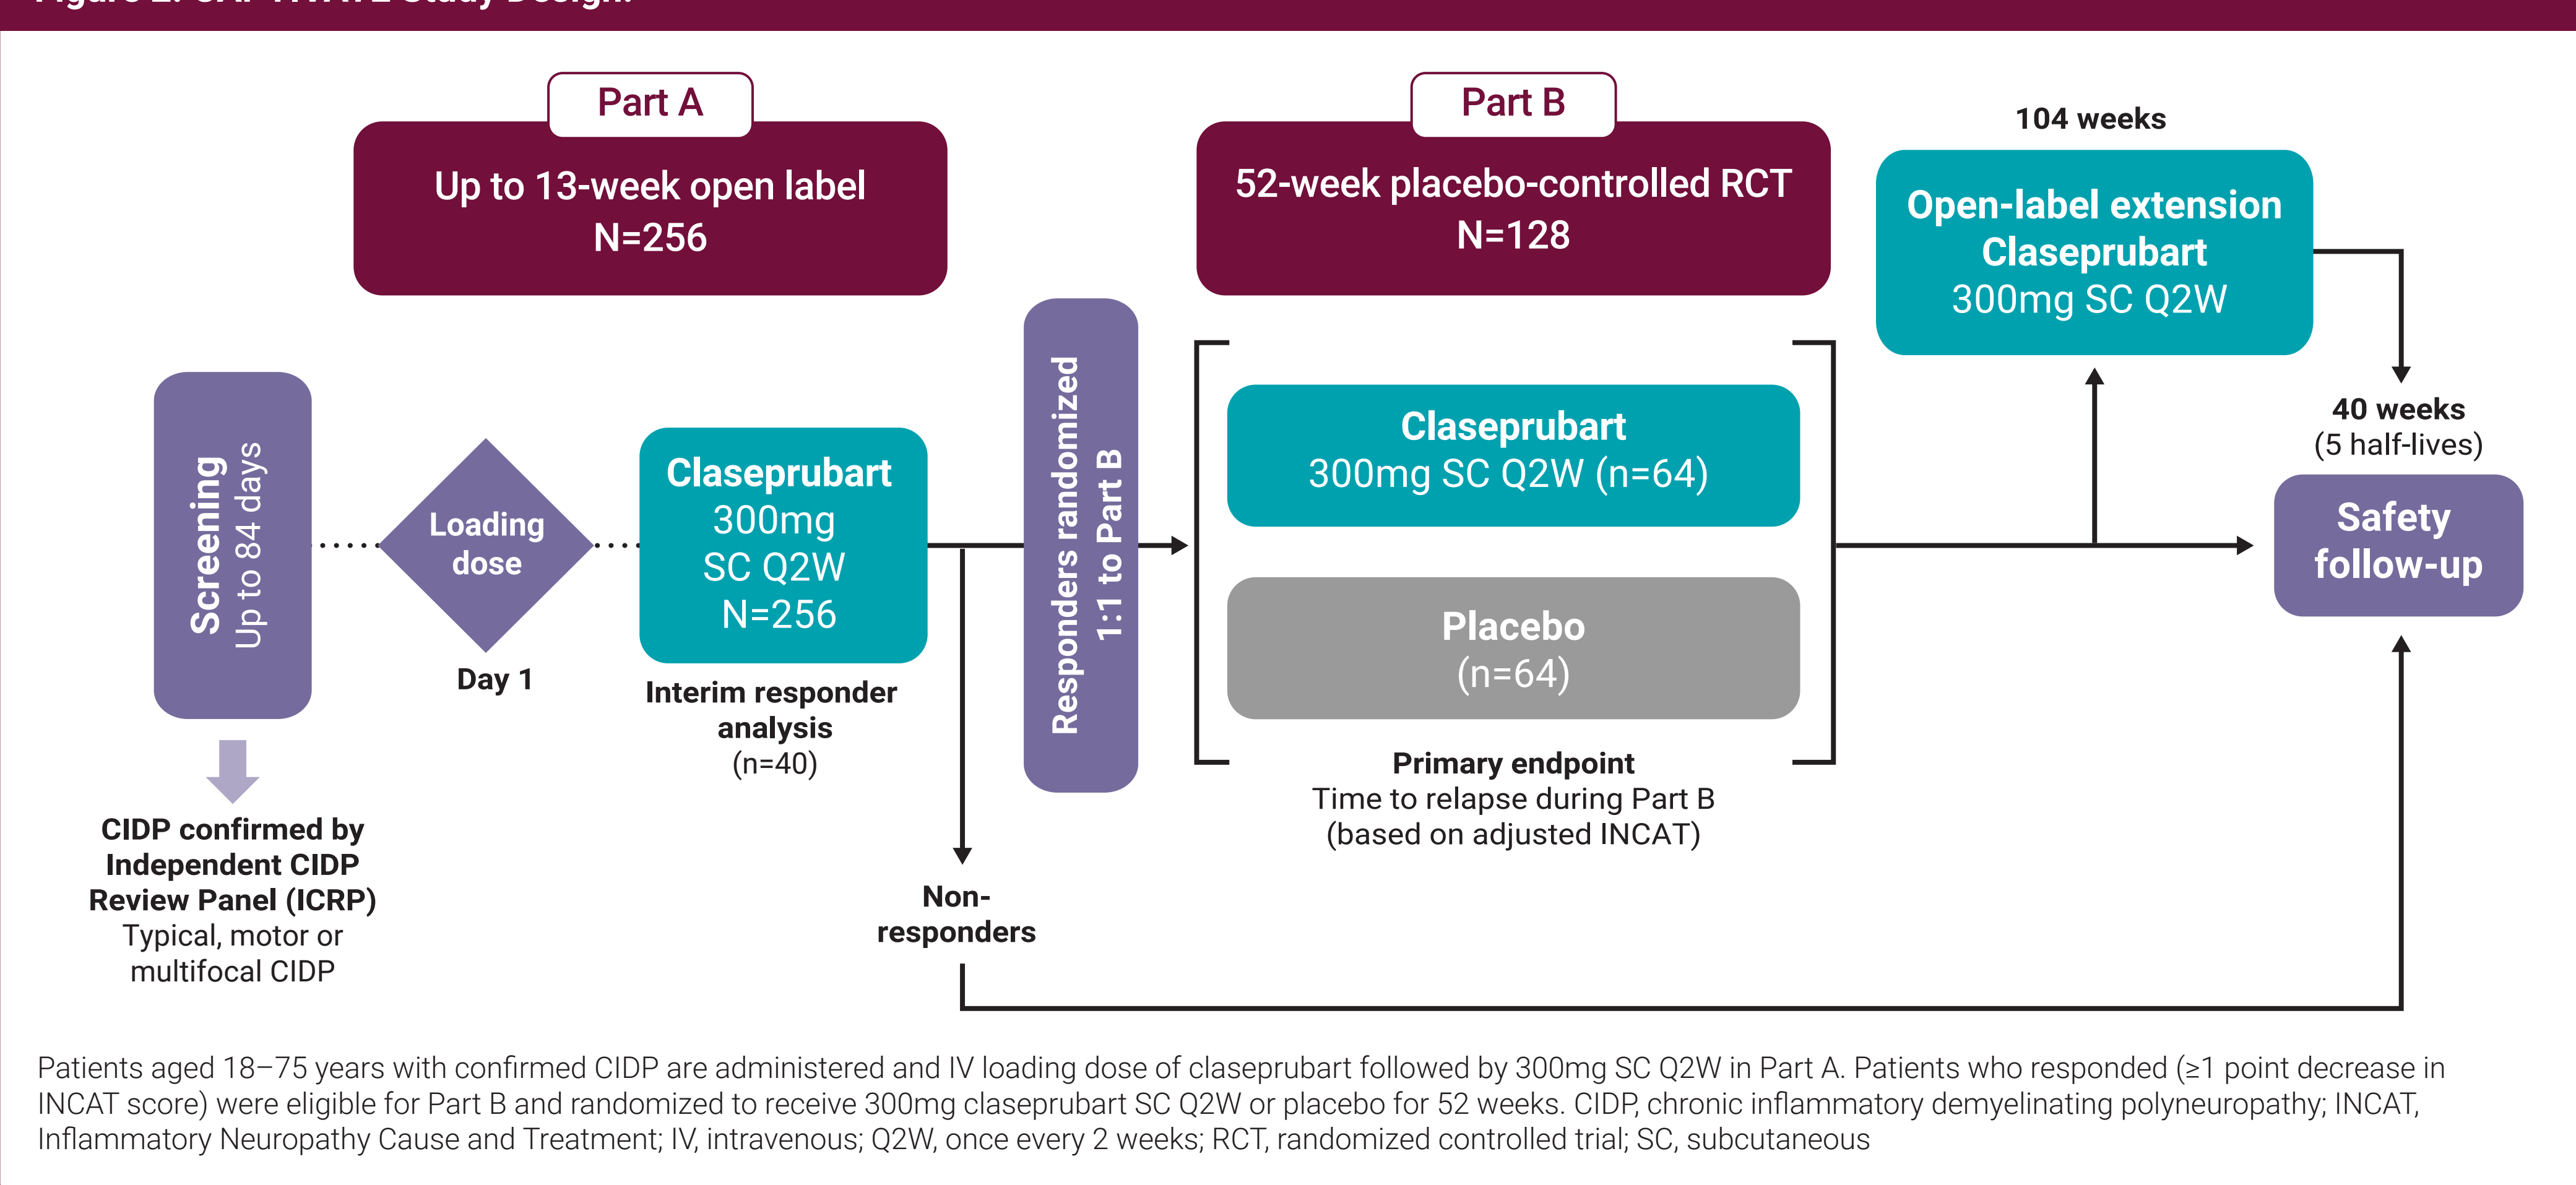 Figure 2: CAPTIVATE Study Design.
Part A
Up to 13-week open label
N=256
Part B
52-week placebo-controlled RCT
N=128
104 weeks
Open-label extension
Claseprubart
300mg SC Q2W
40 weeks
(5 half-lives)
Safety
follow-up
Screening
Up to 84 days
Loading
dose
Day 1
Claseprubart
300mg
SC Q2W
N=256
Interim responder
analysis
(n=40)
Responders randomized
1:1 to Part B
Claseprubart
300mg SC Q2W (n=64)
Placebo
(n=64)
Primary endpoint
Time to relapse during Part B
(based on adjusted INCAT)
CIDP confirmed by
Independent CIDP
Review Panel (ICRP)
Typical, motor or
multifocal CIDP
Non-
responders
Patients aged 18–75 years with confirmed CIDP are administered and IV loading dose of claseprubart followed by 300mg SC Q2W in Part A. Patients who responded (≥1 point decrease in
INCAT score) were eligible for Part B and randomized to receive 300mg claseprubart SC Q2W or placebo for 52 weeks. CIDP, chronic inflammatory demyelinating polyneuropathy; INCAT,
Inflammatory Neuropathy Cause and Treatment; IV, intravenous; Q2W, once every 2 weeks; RCT, randomized controlled trial; SC, subcutaneous